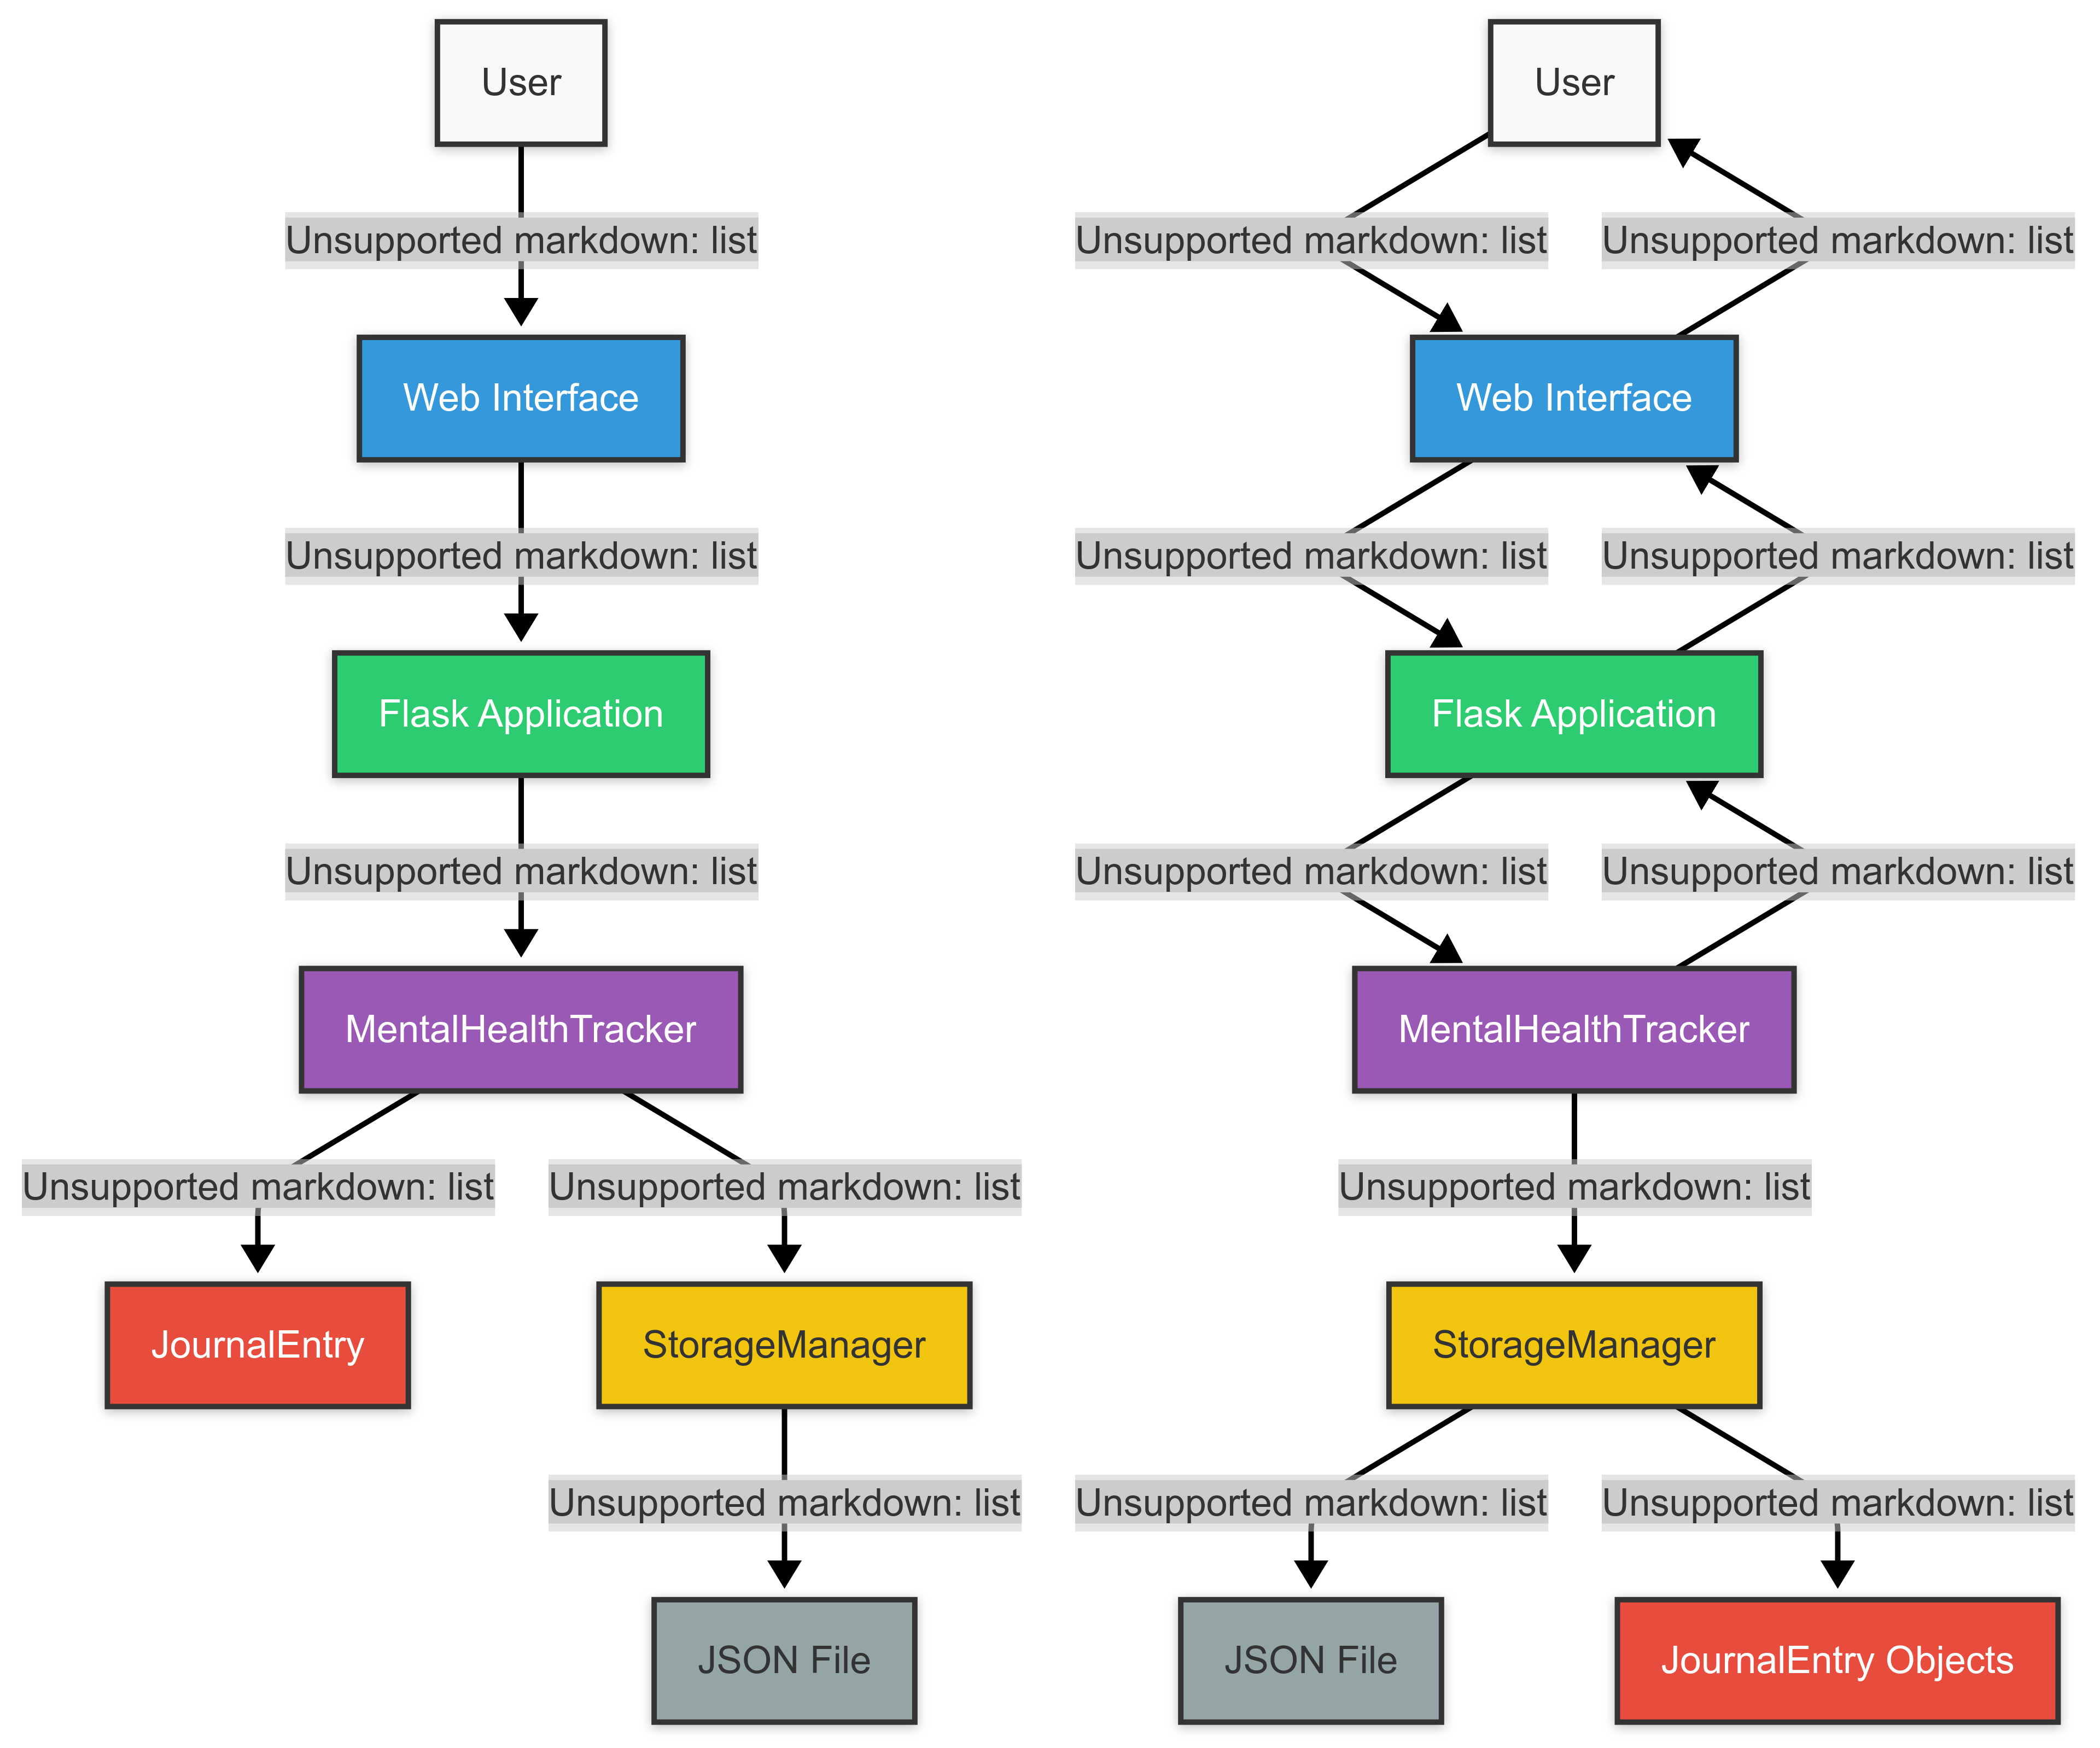 User
Unsupported markdown: list
Web Interface
Unsupported markdown: list
Flask Application
Unsupported markdown: list
MentalHealthTracker
Unsupported markdown: list
Unsupported markdown: list
JournalEntry
StorageManager
Unsupported markdown: list
JSON File
User
Unsupported markdown: list
Unsupported markdown: list
Web Interface
Unsupported markdown: list
Unsupported markdown: list
Flask Application
Unsupported markdown: list
Unsupported markdown: list
MentalHealthTracker
Unsupported markdown: list
StorageManager
Unsupported markdown: list
Unsupported markdown: list
JSON File
JournalEntry Objects